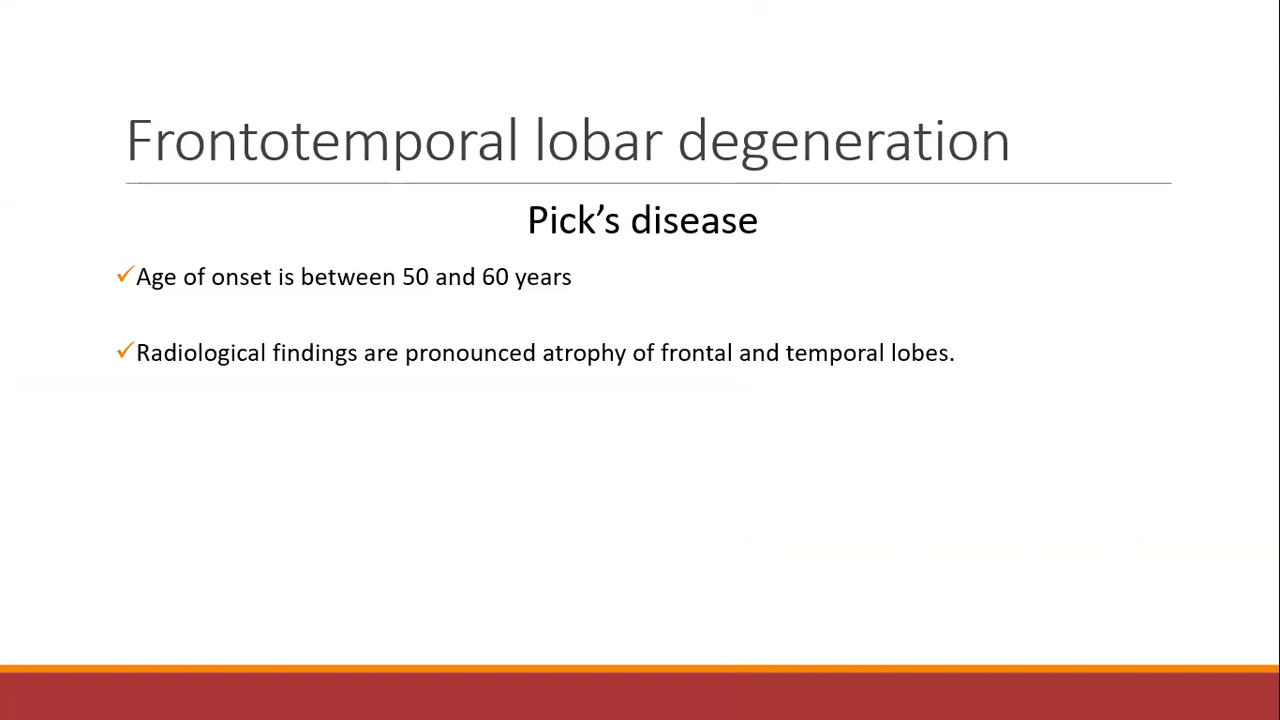 Frontotemporal lobar degeneration
Pick’s disease
✓Age of onset is between 50 and 60 years
✓Radiological findings are pronounced atrophy of frontal and temporal lobes.